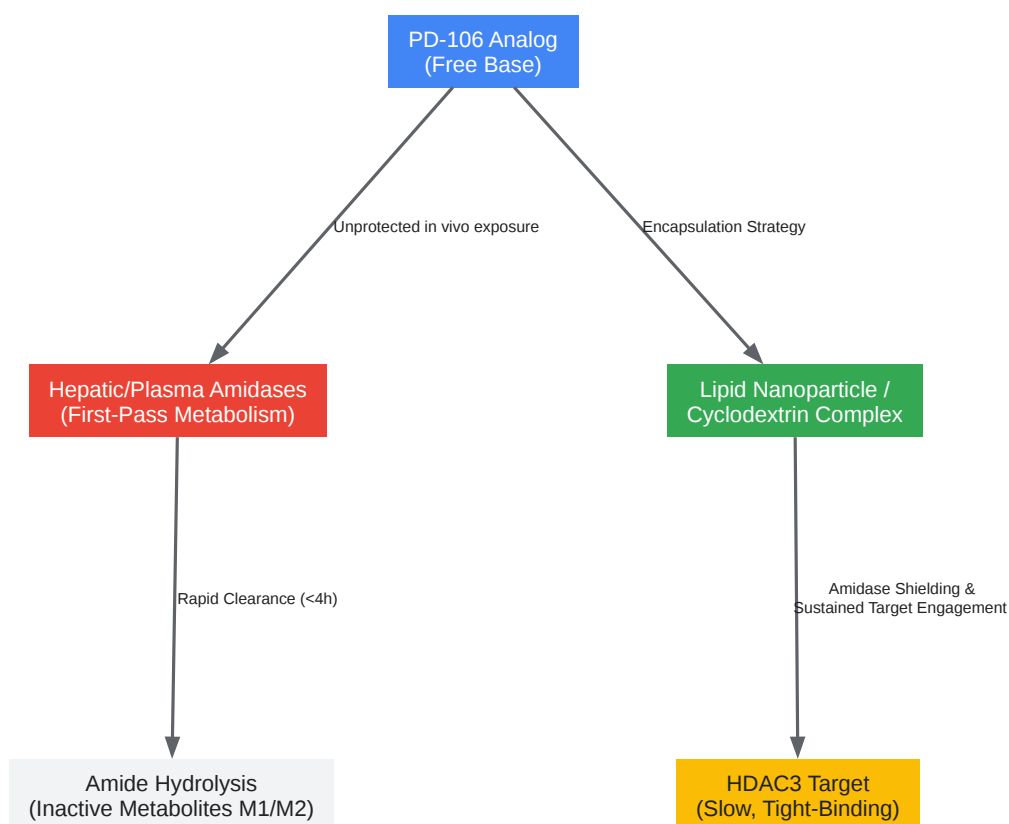 PD-106 Analog
(Free Base)
Unprotected in vivo exposure
Encapsulation Strategy
Hepatic/Plasma Amidases
(First-Pass Metabolism)
Lipid Nanoparticle /
Cyclodextrin Complex
Rapid Clearance (<4h)
Amidase Shielding &
Sustained Target Engagement
Amide Hydrolysis
(Inactive Metabolites M1/M2)
HDAC3 Target
(Slow, Tight-Binding)